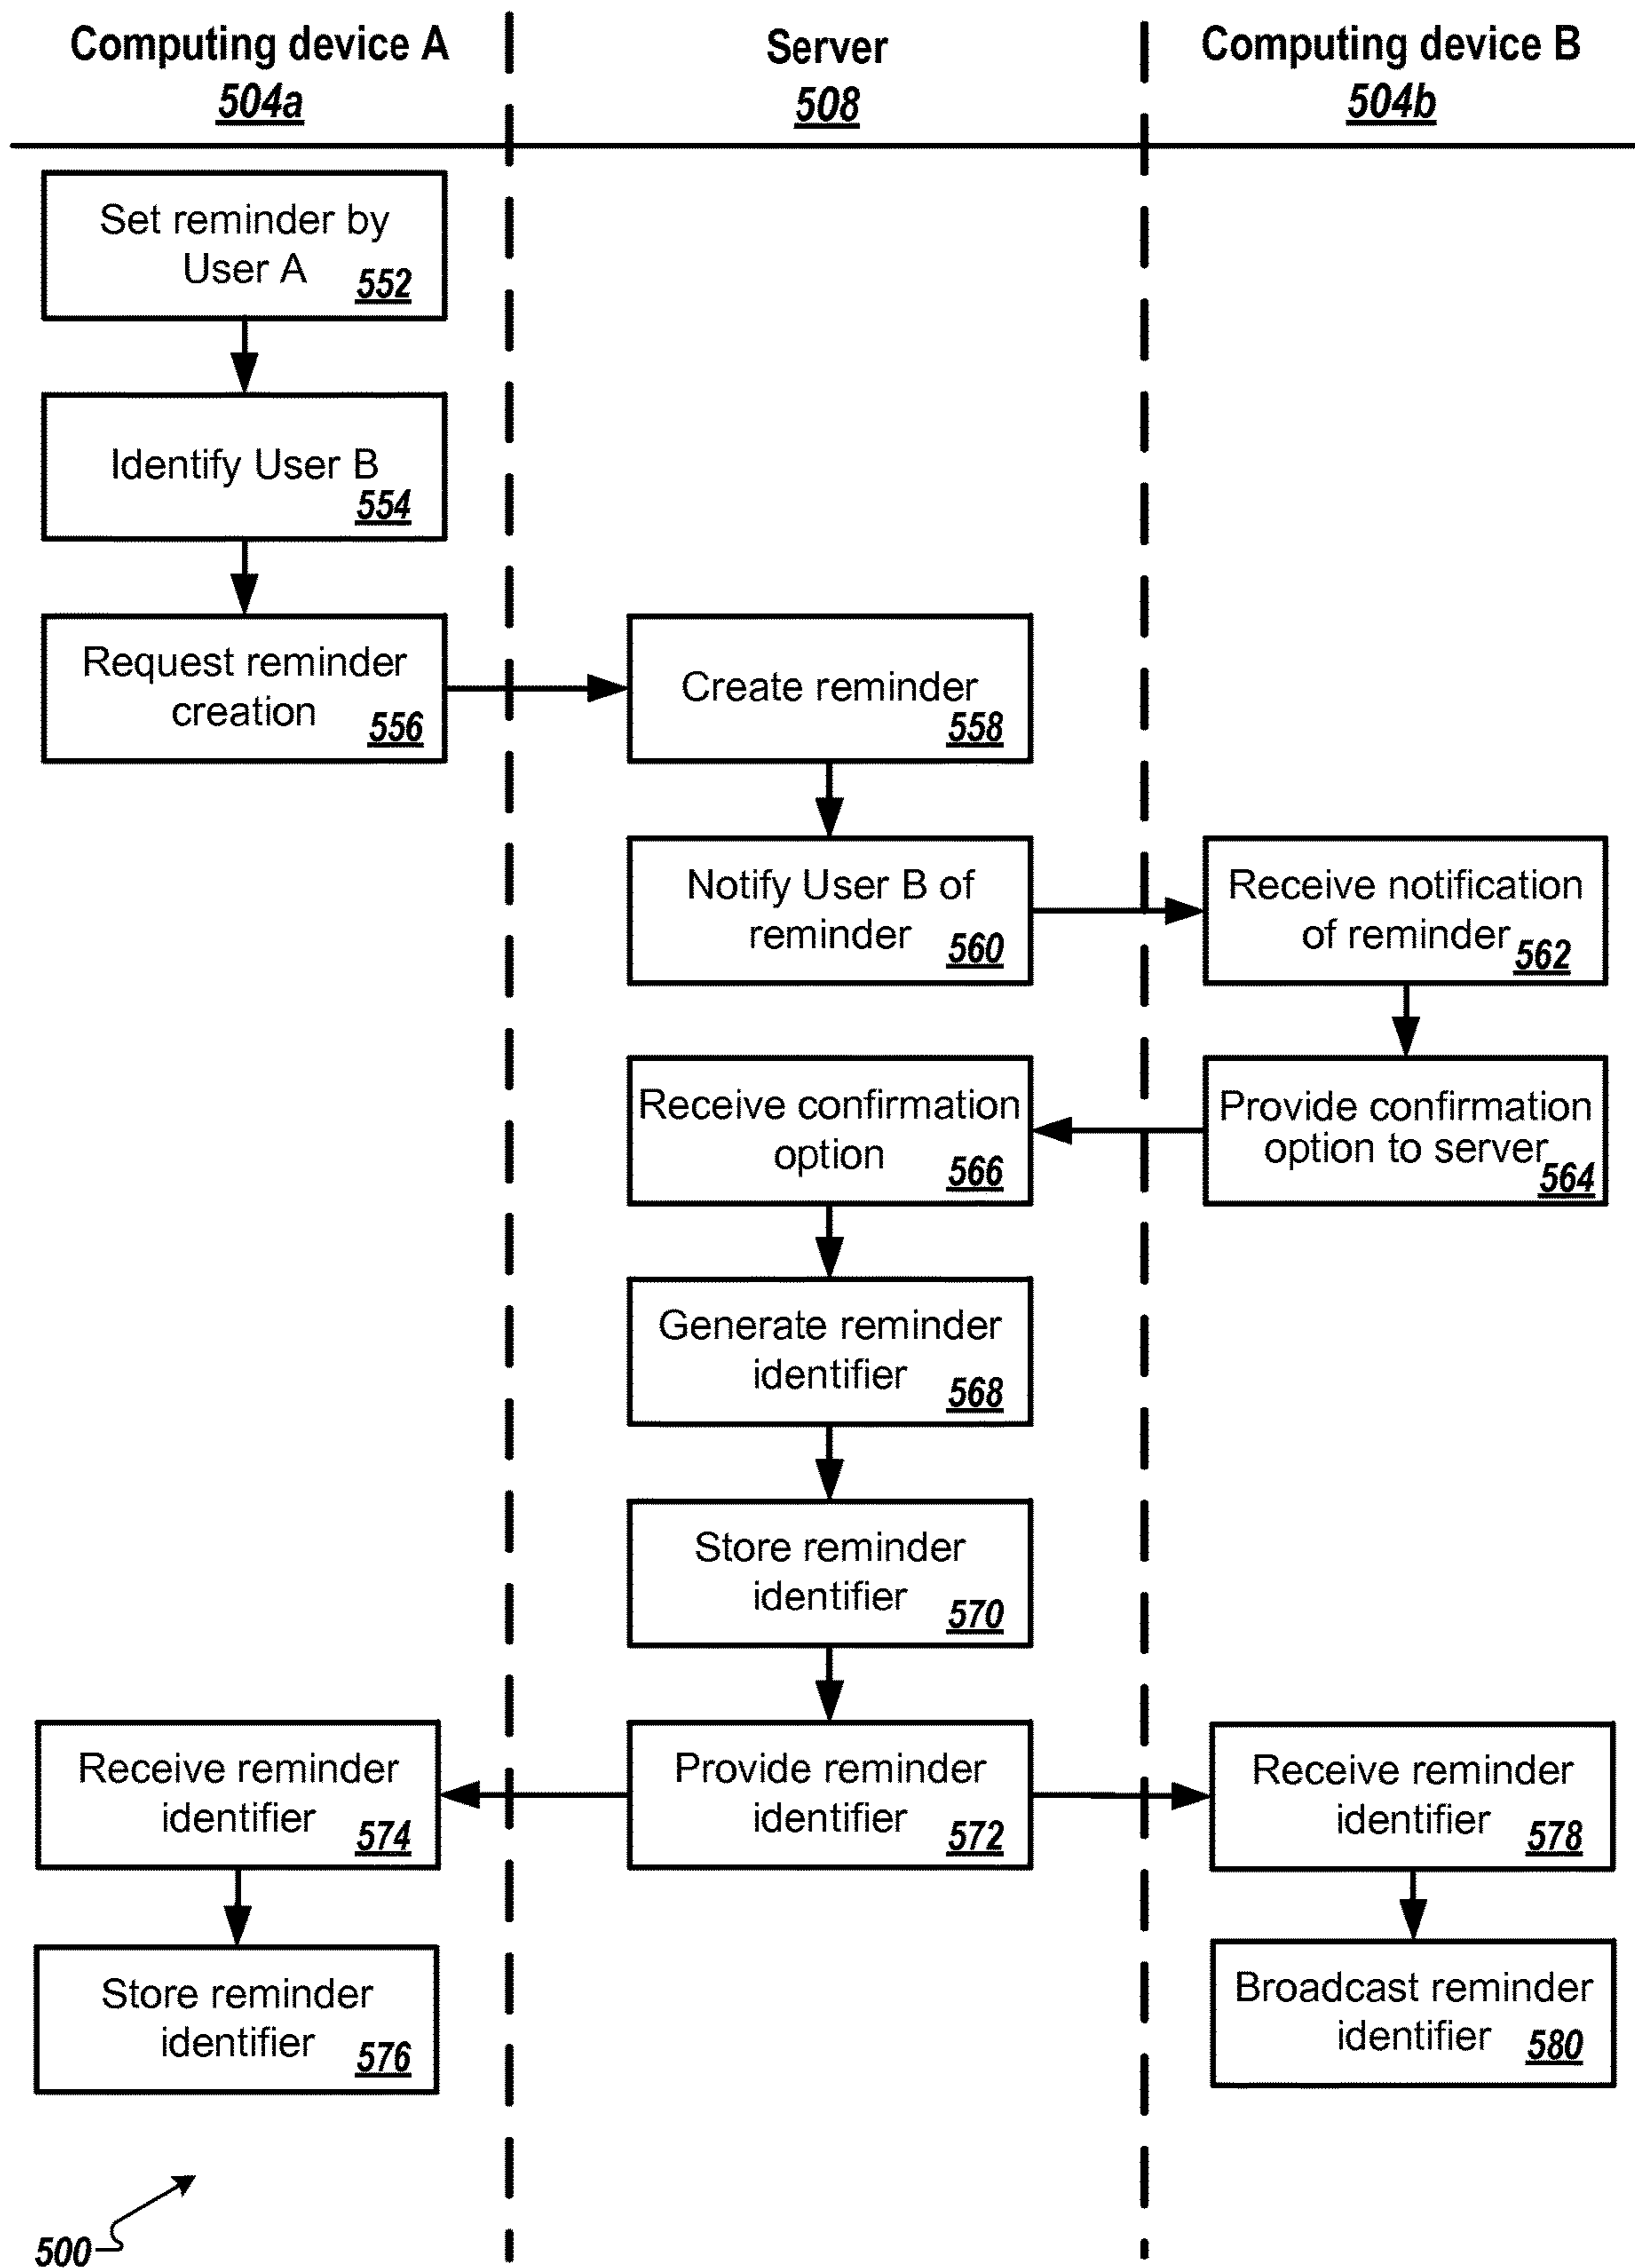 Computing device A
504a
Server
508
Computing device B
504b
Set reminder by
User A
552
Identify User B
554
Request reminder
creation
556
Create reminder
558
Notify User B of
reminder
560
Receive notification
of reminder
562
Receive confirmation
option
566
Provide confirmation
option to server
564
Generate reminder
identifier
568
Store reminder
identifier
570
Receive reminder
identifier
574
Provide reminder
identifier
572
Receive reminder
identifier
578
Store reminder
identifier
576
Broadcast reminder
identifier
580
500